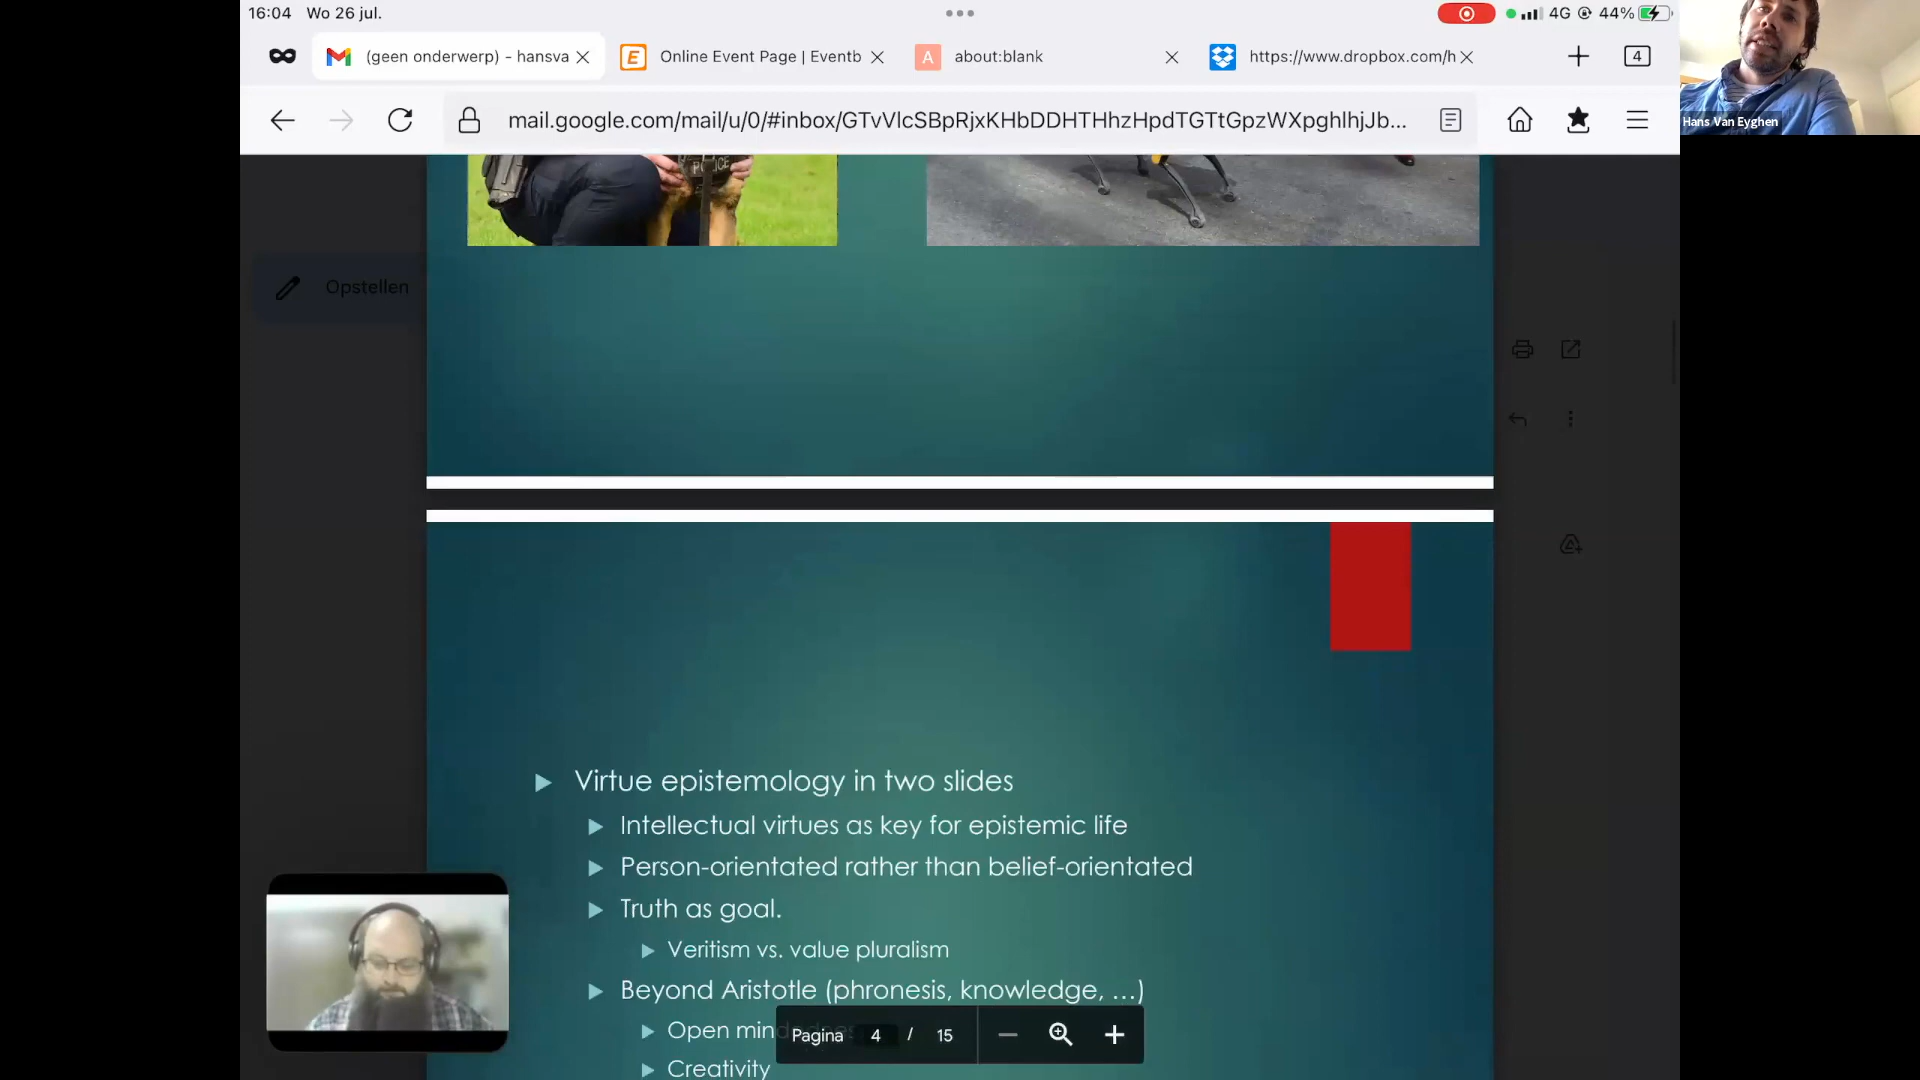 16:04 Wo 26 jul.
4G 44%
(geen onderwerp) - hansva
Online Event Page | Eventb
A about:blank
https://www.dropbox.com/h
4
mail.google.com/mail/u/0/#inbox/GTvVlcSBpRjxKHbDDHTHhzHpdTGTtGpzWXpghlhjJb...
Hans Van Eyghen
POLICE
Opstellen
Virtue epistemology in two slides
Intellectual virtues as key for epistemic life
Person-orientated rather than belief-orientated
Truth as goal.
Veritism vs. value pluralism
Beyond Aristotle (phronesis, knowledge, ...)
Open
Creativity
Pagina 4 / 15